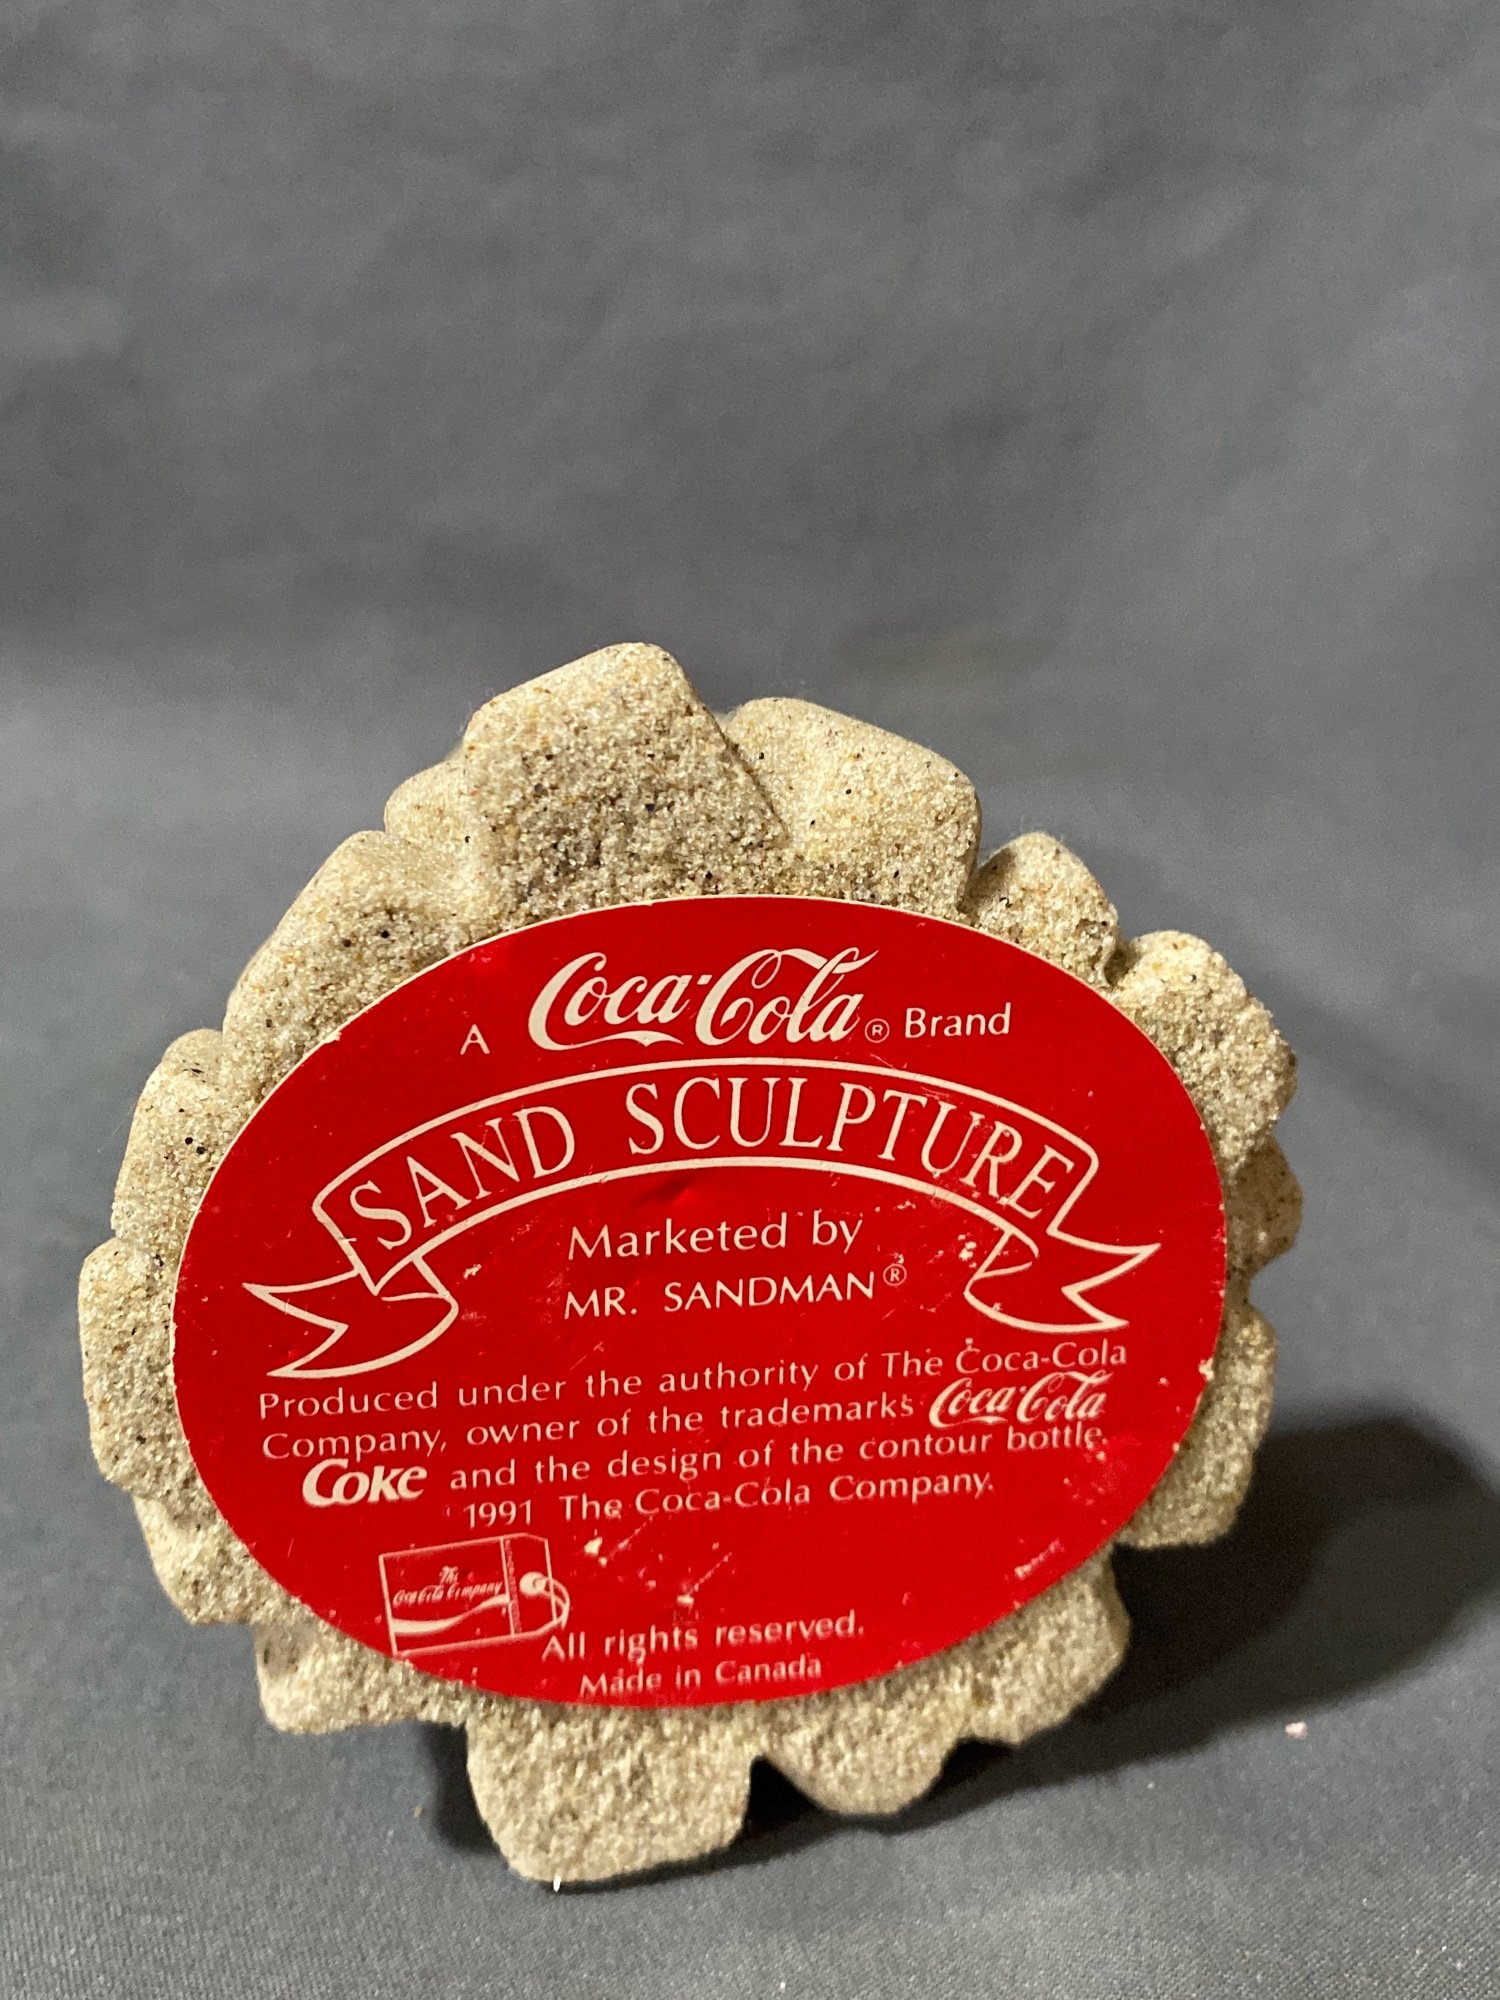 A Coca-Cola® Brand
SAND SCULPTURE
Marketed by
MR. SANDMAN®
Produced under the authority of The Coca-Cola
Company, owner of the trademarks Coca-Cola
Coke and the design of the contour bottle.
1991 The Coca-Cola Company.
The
Coca-Cola Company
All rights reserved.
Made in Canada